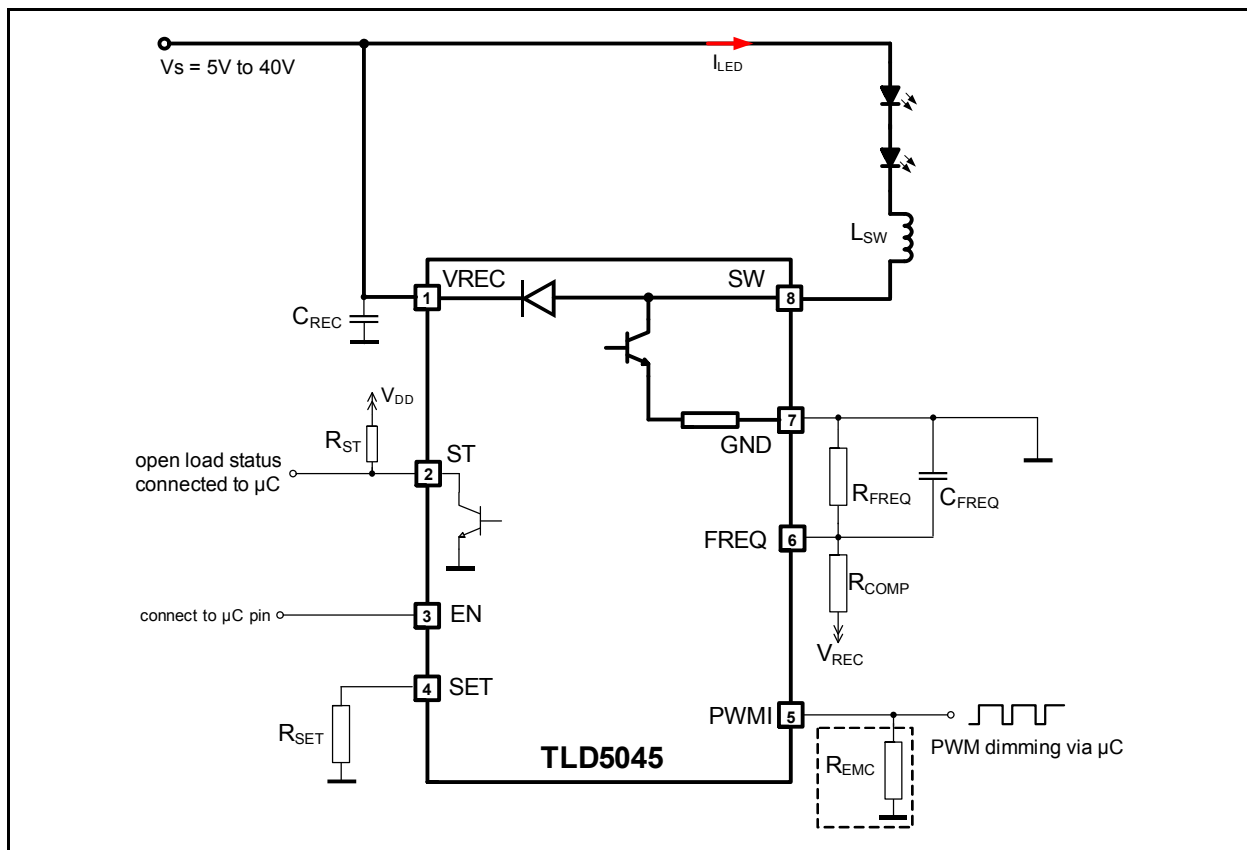 Vs = 5V to 40V
ILED
LSW
VREC
SW
1
8
CREC
VDD
RST
ST
7
GND
open load status
connected to µC
2
RFREQ
CFREQ
FREQ
6
RCOMP
connect to µC pin
3
EN
VREC
4
SET
PWMI
5
RSET
PWM dimming via µC
TLD5045
REMC